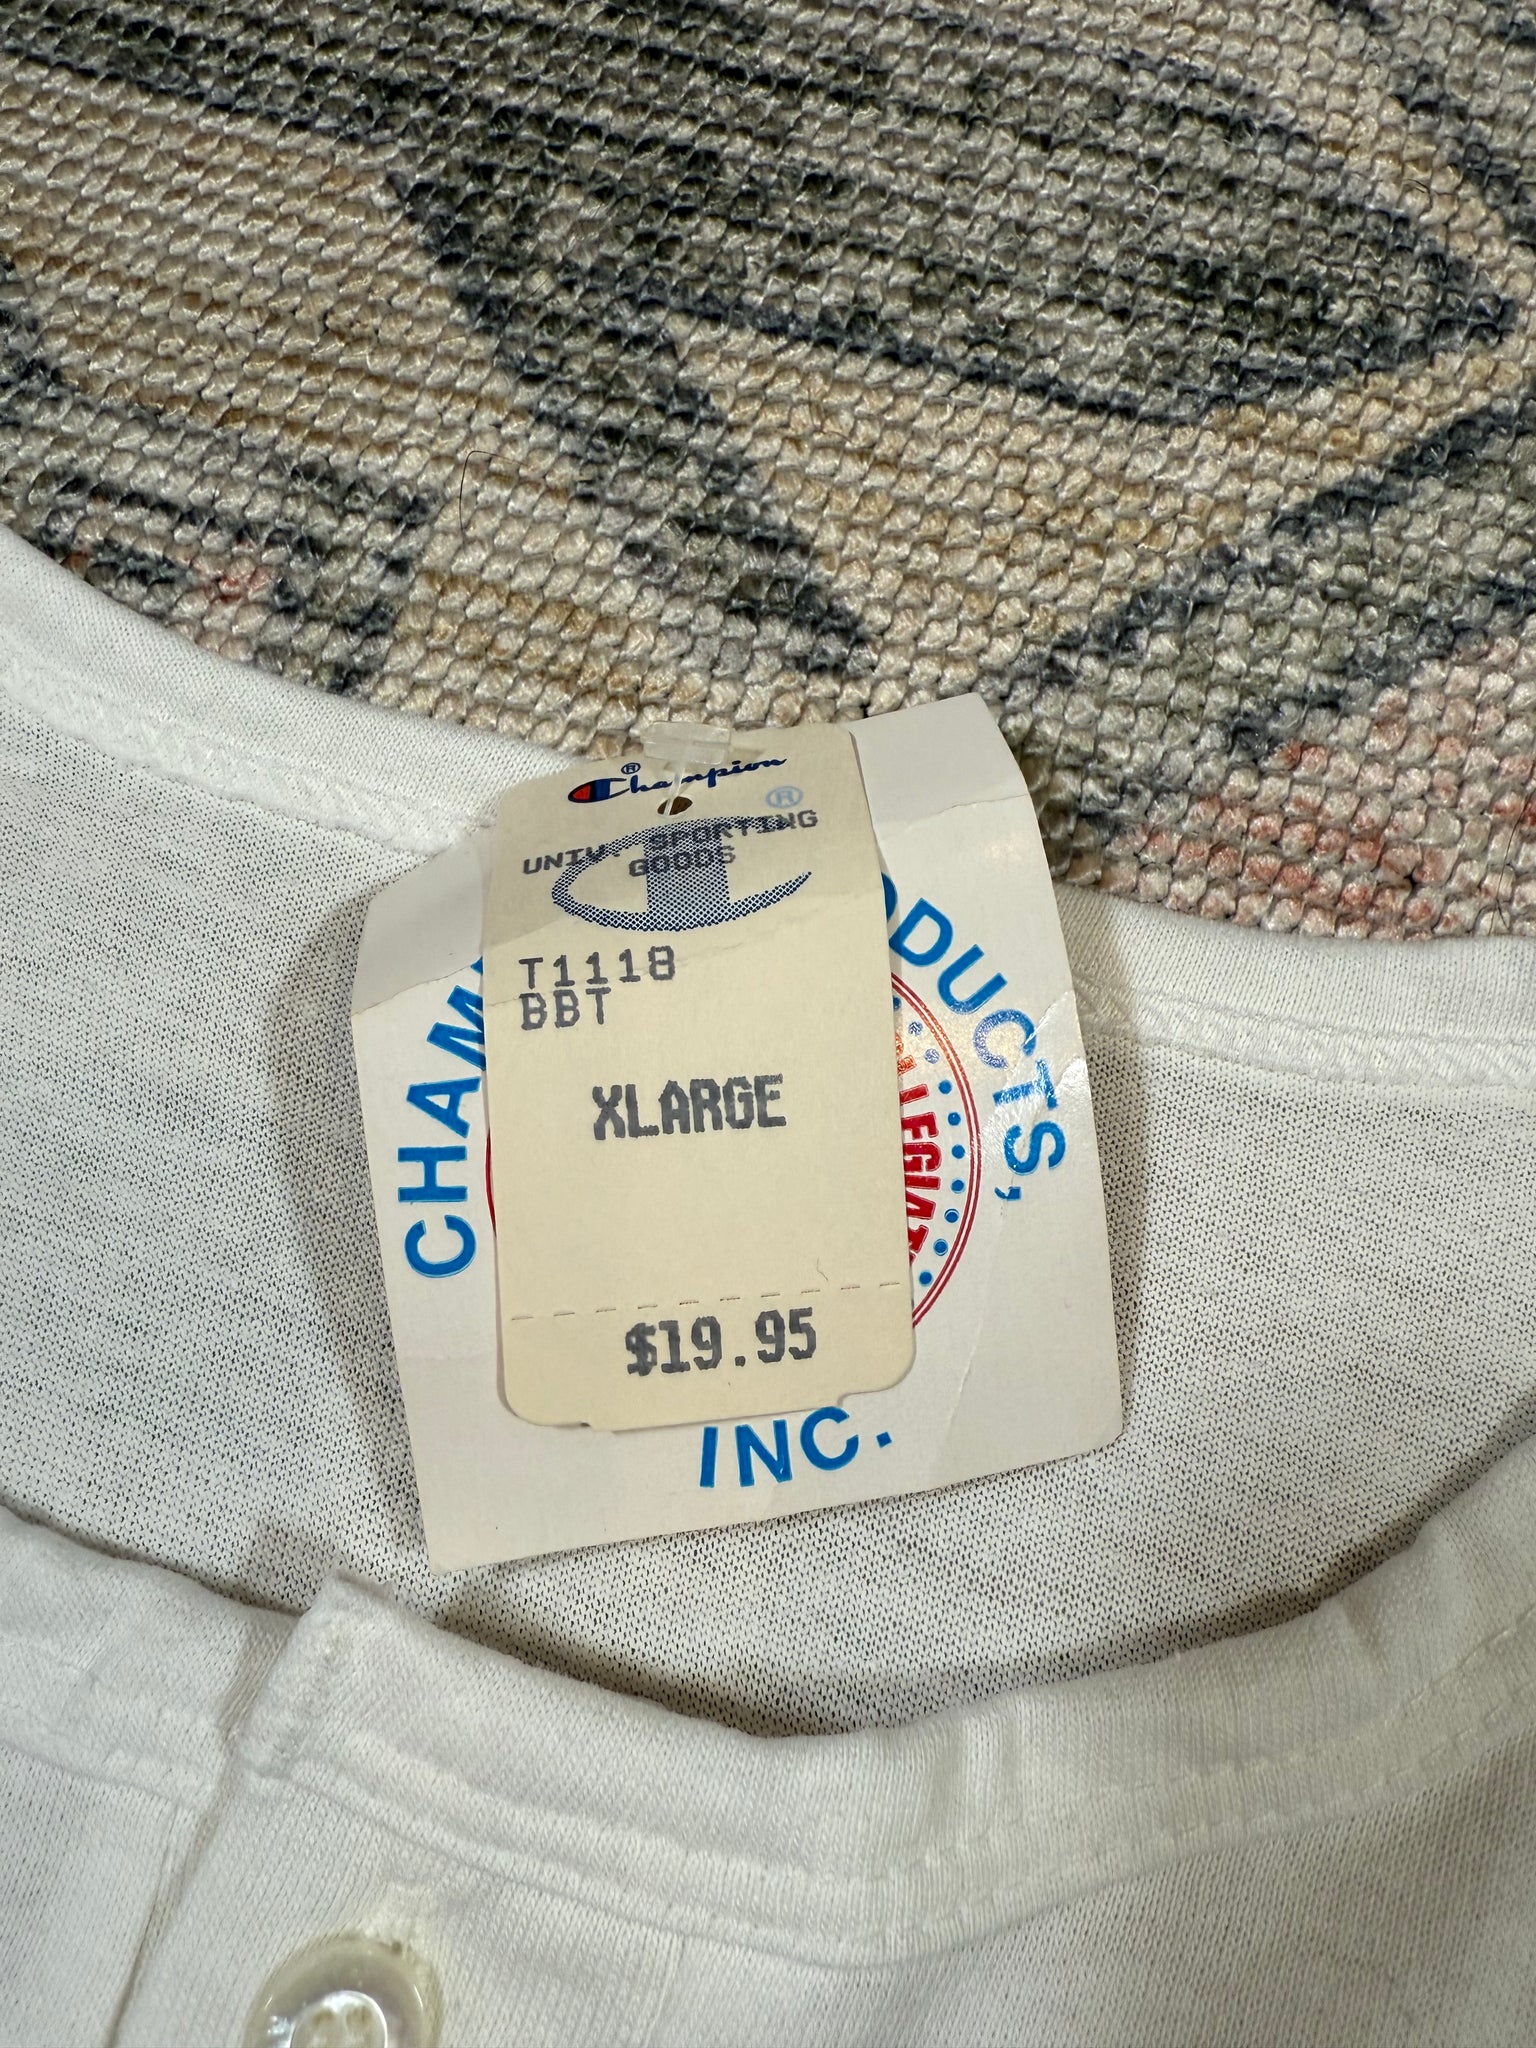 Champion®
®
UNIV. SPORTING
GOODS
T1118
BBT
XLARGE
$19.95
CHAM
ODUCTS,
INC.